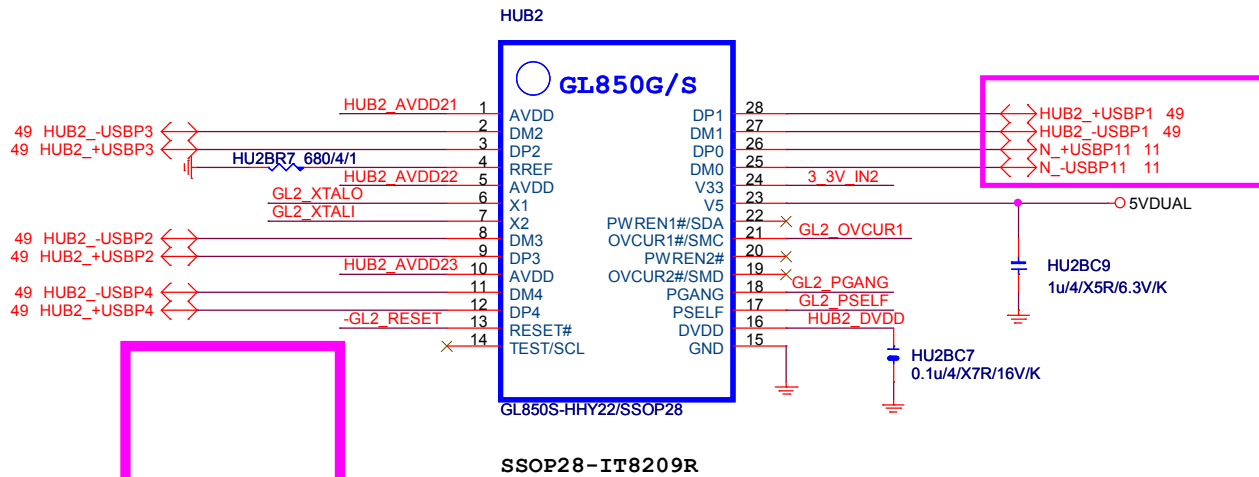 HUB2
GL850G/S
HUB2_AVDD21 1 AVDD DP1 28 HUB2_+USBP1 49
49 HUB2_-USBP3 2 DM2 DM1 27 HUB2_-USBP1 49
49 HUB2_+USBP3 3 DP2 DP0 26 N_+USBP11 11
HU2BR7 680/4/1 4 RREF DM0 25 N_-USBP11 11
HUB2_AVDD22 5 AVDD V33 24 3_3V_IN2
GL2_XTALO 6 X1 V5 23 5VDUAL
GL2_XTALI 7 X2 PWREN1#/SDA 22
49 HUB2_-USBP2 8 DM3 OVCUR1#/SMC 21 GL2_OVCUR1
49 HUB2_+USBP2 9 DP3 PWREN2# 20
HUB2_AVDD23 10 AVDD OVCUR2#/SMD 19
49 HUB2_-USBP4 11 DM4 PGANG 18 GL2_PGANG
49 HUB2_+USBP4 12 DP4 PSELF 17 GL2_PSELF
-GL2_RESET 13 RESET# DVDD 16 HUB2_DVDD
14 TEST/SCL GND 15
HU2BC9
1u/4/X5R/6.3V/K
HU2BC7
0.1u/4/X7R/16V/K
GL850S-HHY22/SSOP28
SSOP28-IT8209R